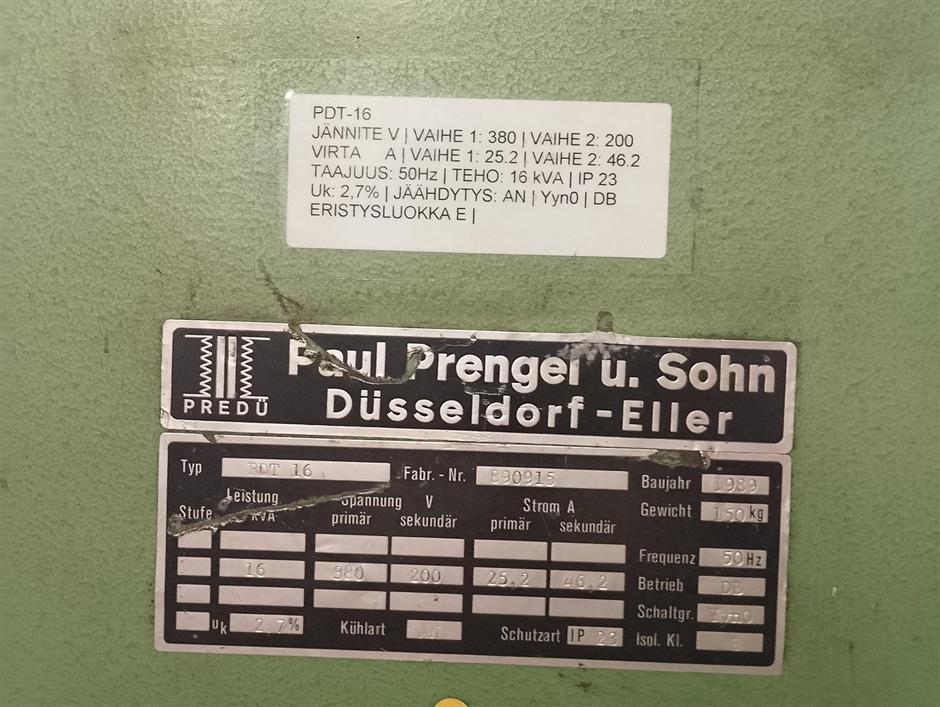 PDT-16
JÄNNITE V | VAIHE 1: 380 | VAIHE 2: 200
VIRTA A | VAIHE 1: 25.2 | VAIHE 2: 46.2
TAAJUUS: 50Hz | TEHO: 16 kVA | IP 23
Uk: 2,7% | JÄÄHDYTYS: AN | Yyn0 | DB
ERISTYSLUOKKA E |
Paul Prengel u. Sohn
PREDÜ Düsseldorf-Eller
Typ PDT 16 Fabr.-Nr. 890915 Baujahr 1989
Gewicht 150 kg
Stufe Leistung kVA Spannung V Strom A
primär sekundär primär sekundär
Frequenz 50 Hz
16 380 200 25,2 46,2 Betrieb DB
Schaltgr. Yyn0
uk 2,7% Kühlart AN Schutzart IP 23 Isol. Kl. E